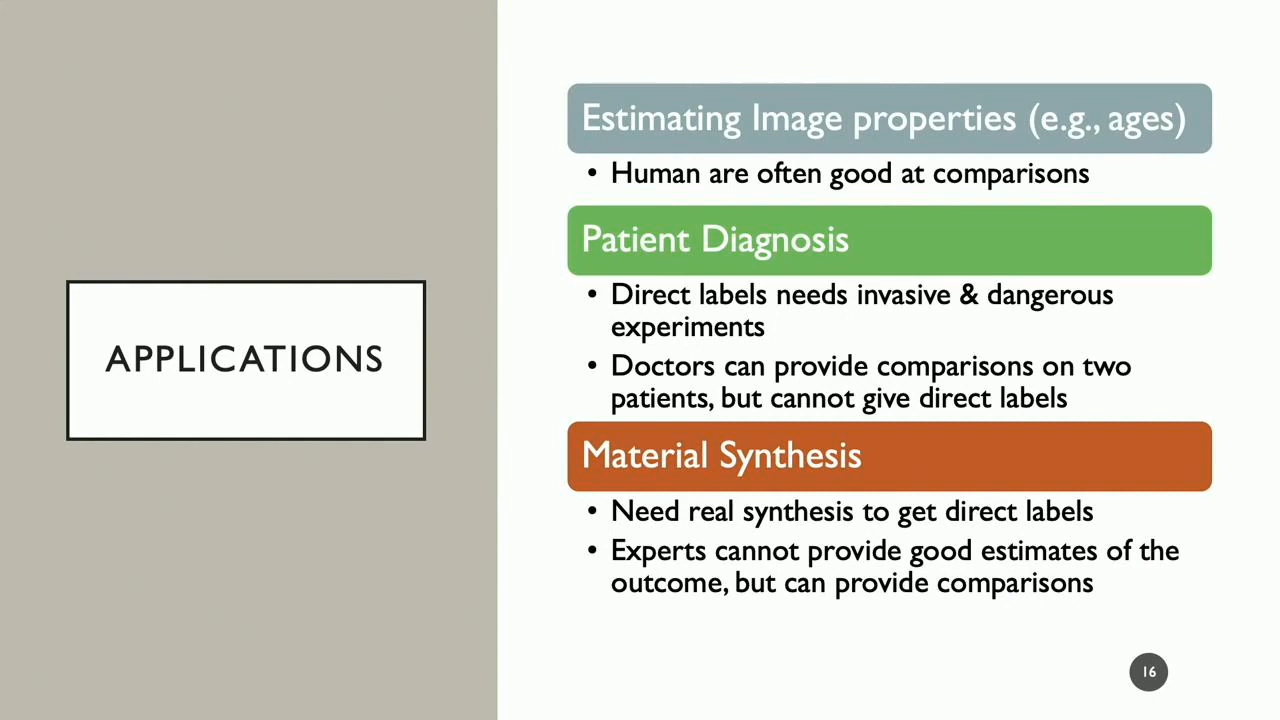 APPLICATIONS
Estimating Image properties (e.g., ages)
• Human are often good at comparisons
Patient Diagnosis
• Direct labels needs invasive & dangerous
experiments
• Doctors can provide comparisons on two
patients, but cannot give direct labels
Material Synthesis
• Need real synthesis to get direct labels
• Experts cannot provide good estimates of the
outcome, but can provide comparisons
16